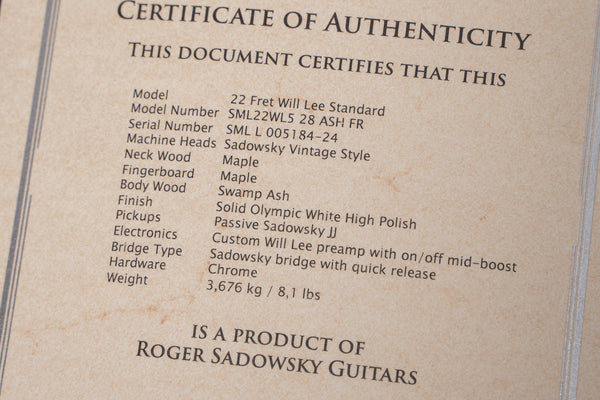 CERTIFICATE OF AUTHENTICITY
THIS DOCUMENT CERTIFIES THAT THIS
Model 22 Fret Will Lee Standard
Model Number SML22WL5 28 ASH FR
Serial Number SML L 005184-24
Machine Heads Sadowsky Vintage Style
Neck Wood Maple
Fingerboard Maple
Body Wood Swamp Ash
Finish Solid Olympic White High Polish
Pickups Passive Sadowsky JJ
Electronics Custom Will Lee preamp with on/off mid-boost
Bridge Type Sadowsky bridge with quick release
Hardware Chrome
Weight 3,676 kg / 8,1 lbs
IS A PRODUCT OF
ROGER SADOWSKY GUITARS